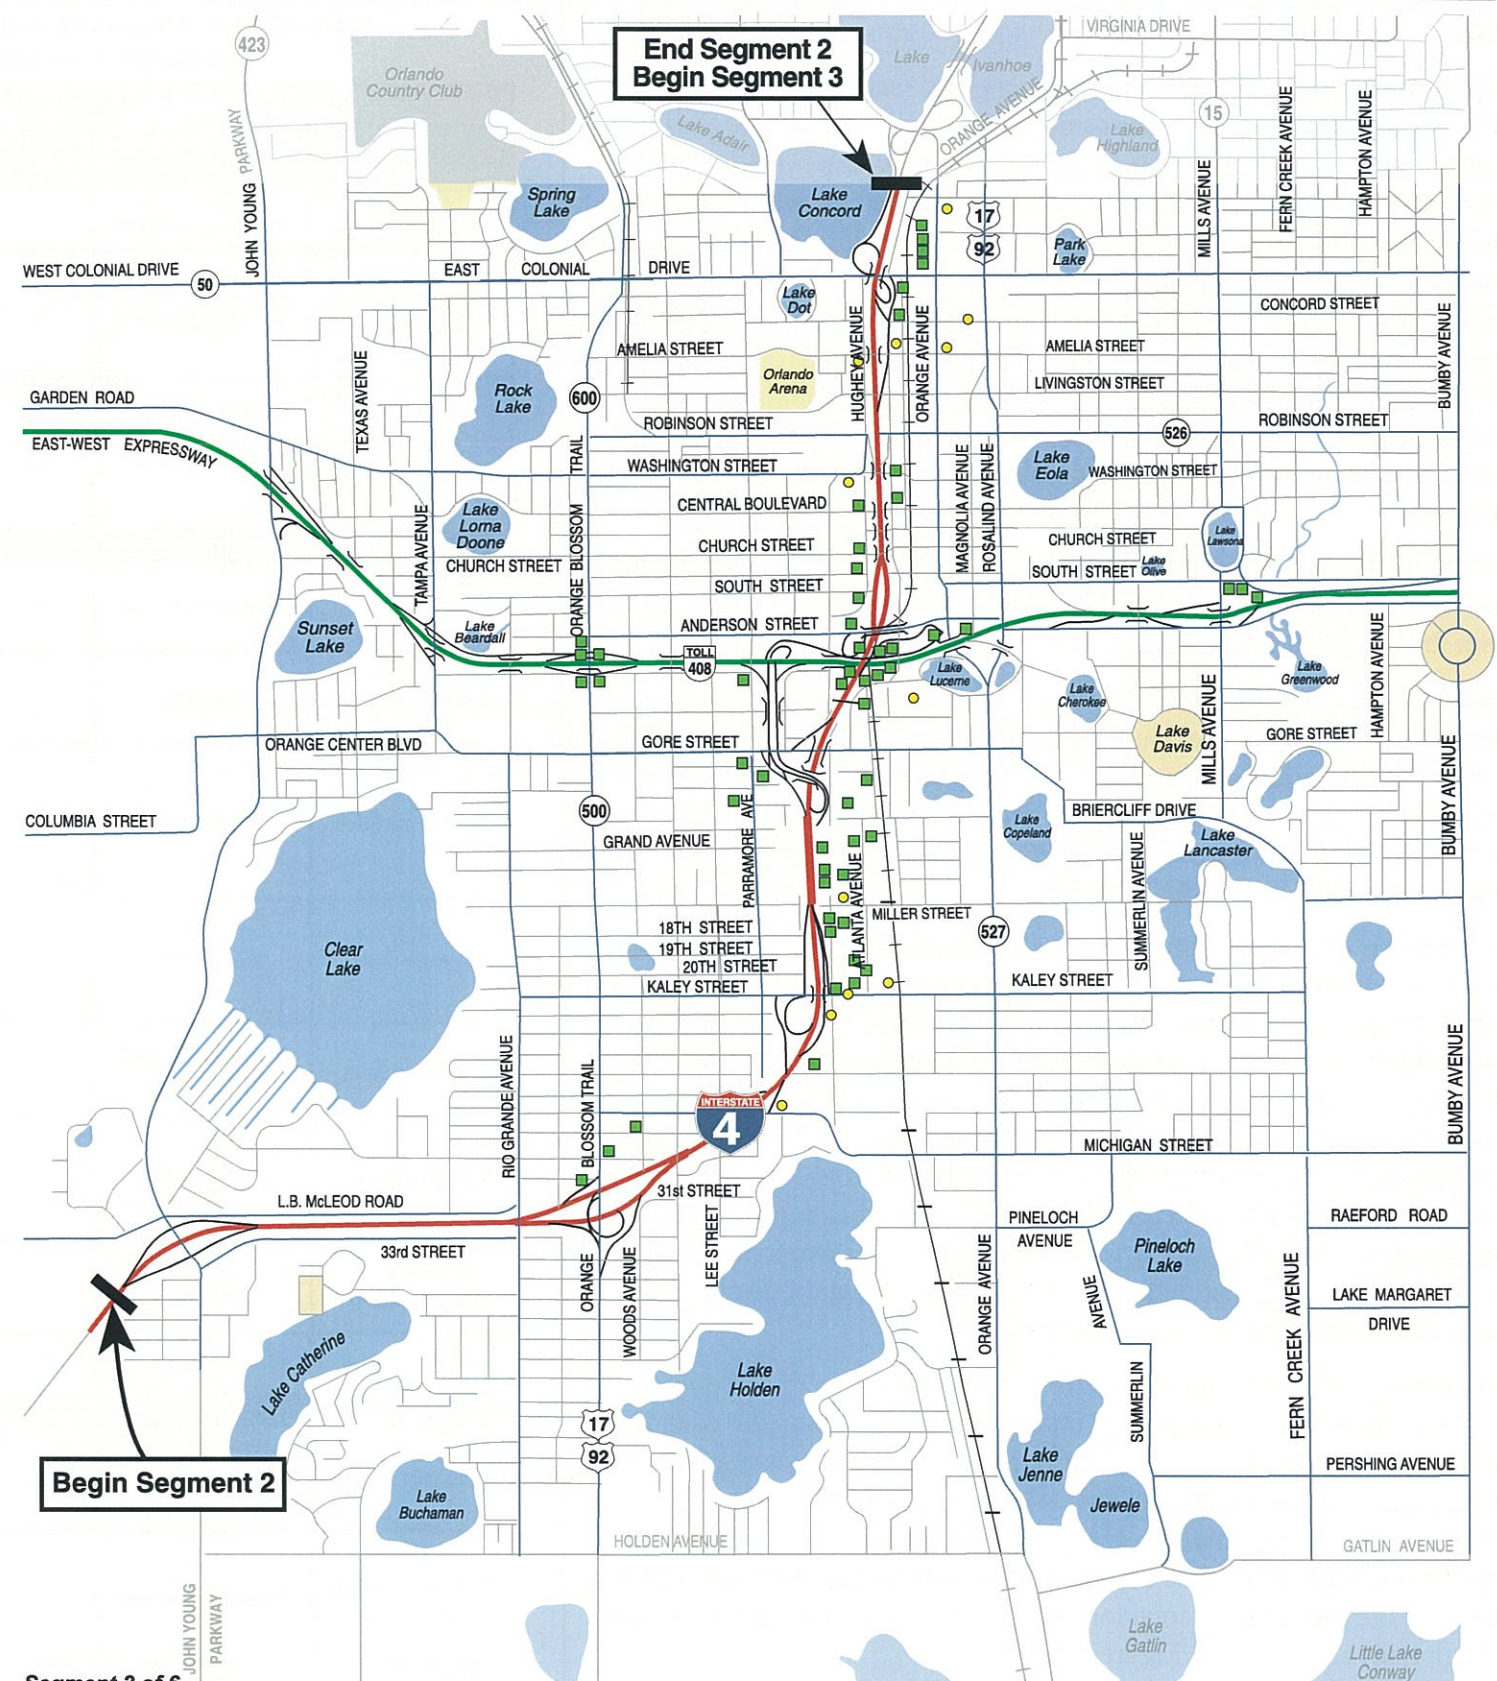 VIRGINIA DRIVE
423
End Segment 2
Begin Segment 3
Lake
Ivanhoe
Orlando
Country Club
ORANGE AVENUE
15
Lake Adair
Lake
Highland
JOHN YOUNG PARKWAY
FERN CREEK AVENUE
HAMPTON AVENUE
MILLS AVENUE
Spring
Lake
Lake
Concord
17
92
Park
Lake
WEST COLONIAL DRIVE
50
EAST COLONIAL DRIVE
Lake
Dot
CONCORD STREET
BUMBY AVENUE
HUGHEY AVENUE
ORANGE AVENUE
AMELIA STREET
AMELIA STREET
TEXAS AVENUE
Orlando
Arena
LIVINGSTON STREET
Rock
Lake
600
GARDEN ROAD
ROBINSON STREET
ROBINSON STREET
526
EAST-WEST EXPRESSWAY
WASHINGTON STREET
Lake
Eola
WASHINGTON STREET
MAGNOLIA AVENUE
ROSALIND AVENUE
ORANGE BLOSSOM TRAIL
TAMPA AVENUE
Lake
Lorna
Doone
CENTRAL BOULEVARD
CHURCH STREET
CHURCH STREET
CHURCH STREET
Lake
Lawsona
SOUTH STREET
SOUTH STREET
Lake
Olive
Sunset
Lake
Lake
Beardall
ANDERSON STREET
TOLL
408
Lake
Lucerne
Lake
Cherokee
Lake
Greenwood
HAMPTON AVENUE
MILLS AVENUE
Lake
Davis
ORANGE CENTER BLVD
GORE STREET
GORE STREET
BUMBY AVENUE
COLUMBIA STREET
500
PARRAMORE AVE
BRIERCLIFF DRIVE
Lake
Copeland
GRAND AVENUE
Lake
Lancaster
SUMMERLIN AVENUE
ATLANTA AVENUE
MILLER STREET
527
18TH STREET
19TH STREET
20TH STREET
KALEY STREET
KALEY STREET
Clear
Lake
RIO GRANDE AVENUE
BLOSSOM TRAIL
INTERSTATE
4
BUMBY AVENUE
MICHIGAN STREET
L.B. McLEOD ROAD
31st STREET
33rd STREET
LEE STREET
PINELOCH
AVENUE
RAEFORD ROAD
Pineloch
Lake
ORANGE
WOODS AVENUE
ORANGE AVENUE
AVENUE
SUMMERLIN
FERN CREEK AVENUE
LAKE MARGARET
DRIVE
Lake Catherine
Lake
Holden
17
92
Begin Segment 2
Lake
Jenne
PERSHING AVENUE
Lake
Buchaman
Jewele
HOLDEN AVENUE
GATLIN AVENUE
JOHN YOUNG
PARKWAY
Lake
Gatlin
Little Lake
Conway